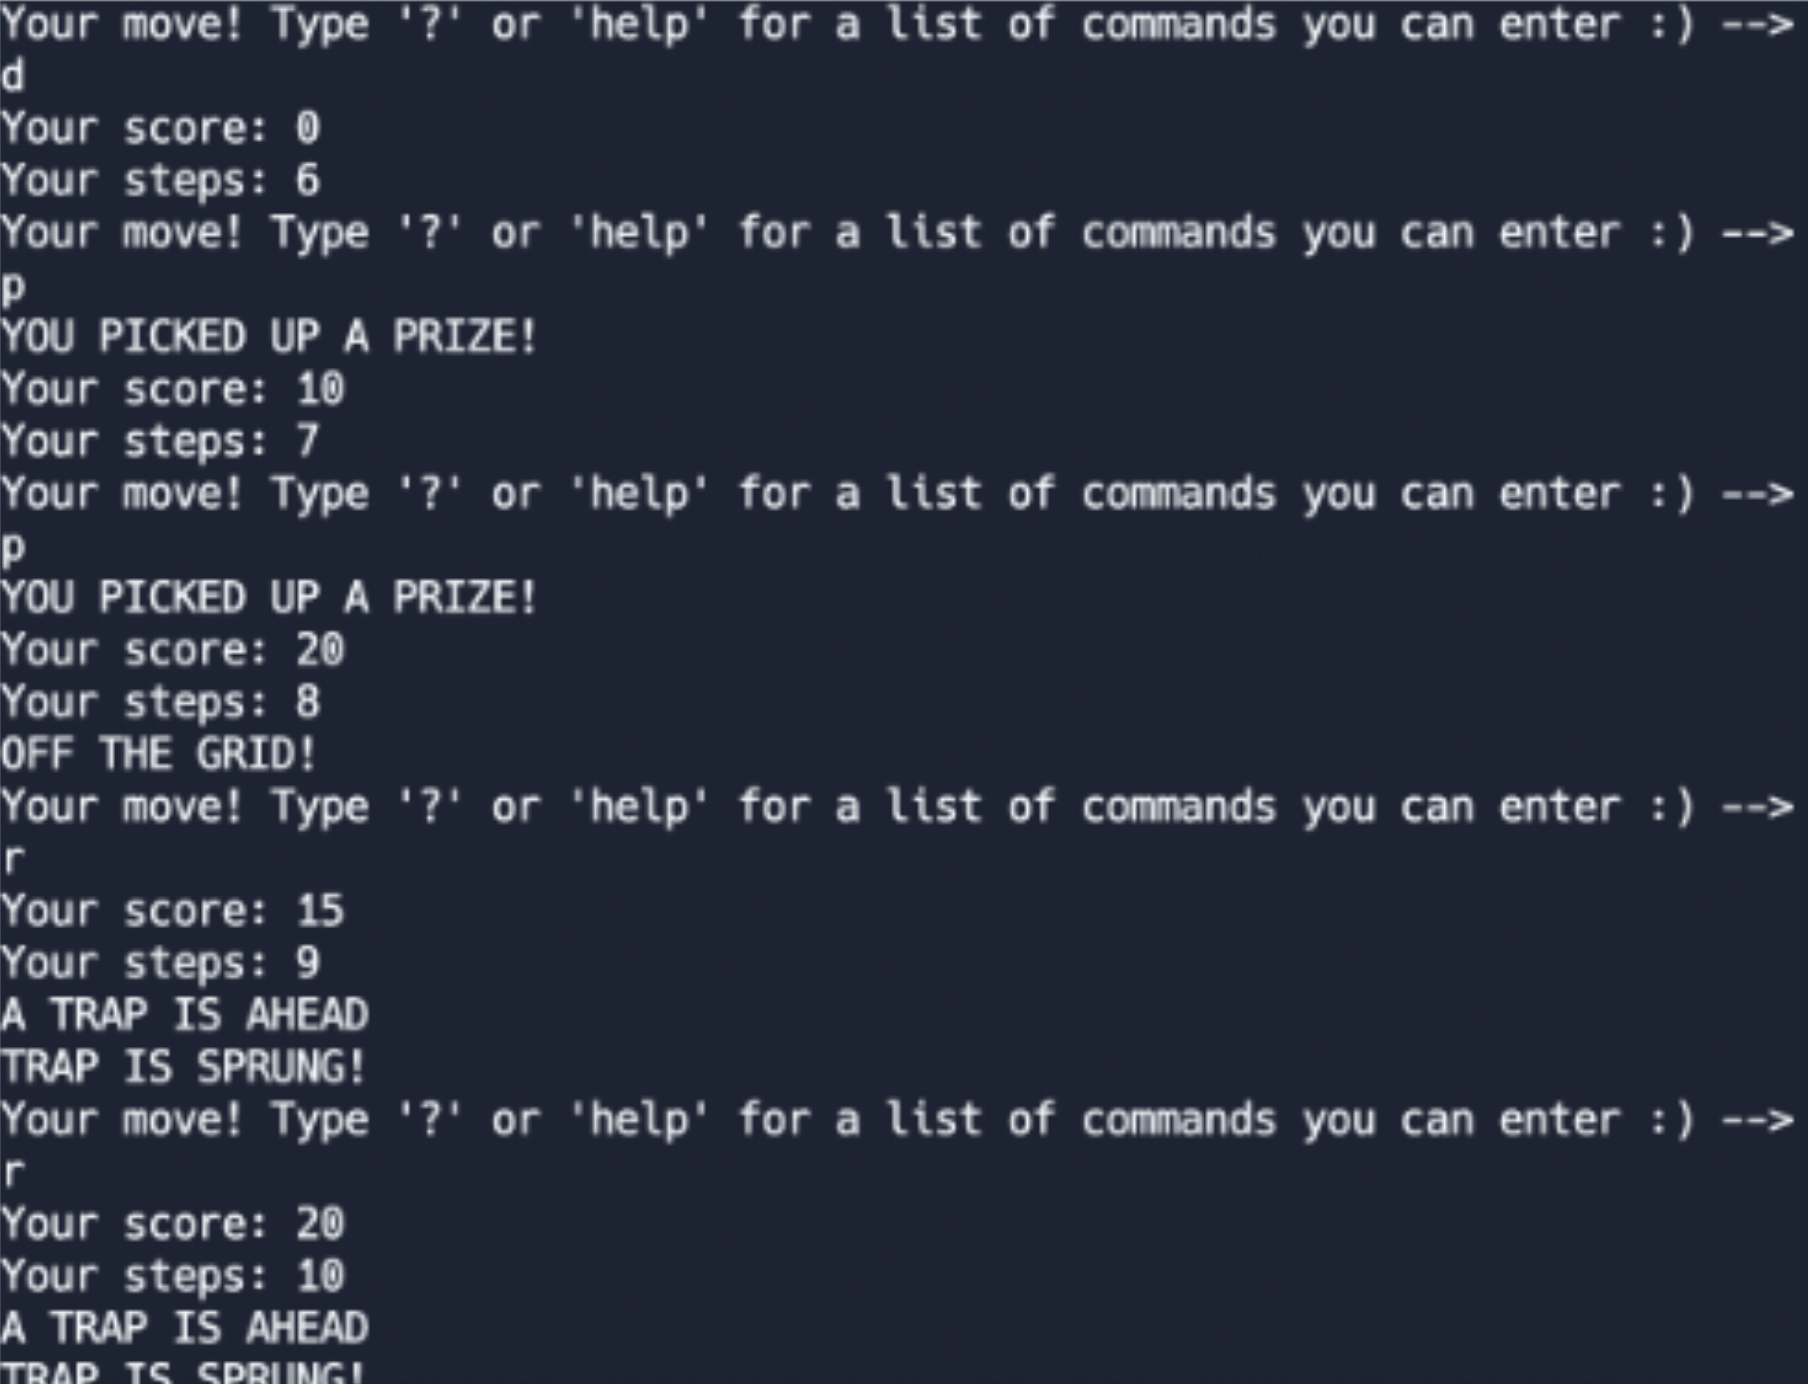 Your move! Type '?' or 'help' for a list of commands you can enter :) -->
d
Your score: 0
Your steps: 6
Your move! Type '?' or 'help' for a list of commands you can enter :) -->
p
YOU PICKED UP A PRIZE!
Your score: 10
Your steps: 7
Your move! Type '?' or 'help' for a list of commands you can enter :) -->
p
YOU PICKED UP A PRIZE!
Your score: 20
Your steps: 8
OFF THE GRID!
Your move! Type '?' or 'help' for a list of commands you can enter :) -->
r
Your score: 15
Your steps: 9
A TRAP IS AHEAD
TRAP IS SPRUNG!
Your move! Type '?' or 'help' for a list of commands you can enter :) -->
r
Your score: 20
Your steps: 10
A TRAP IS AHEAD
TRAP IS SPRUNG!